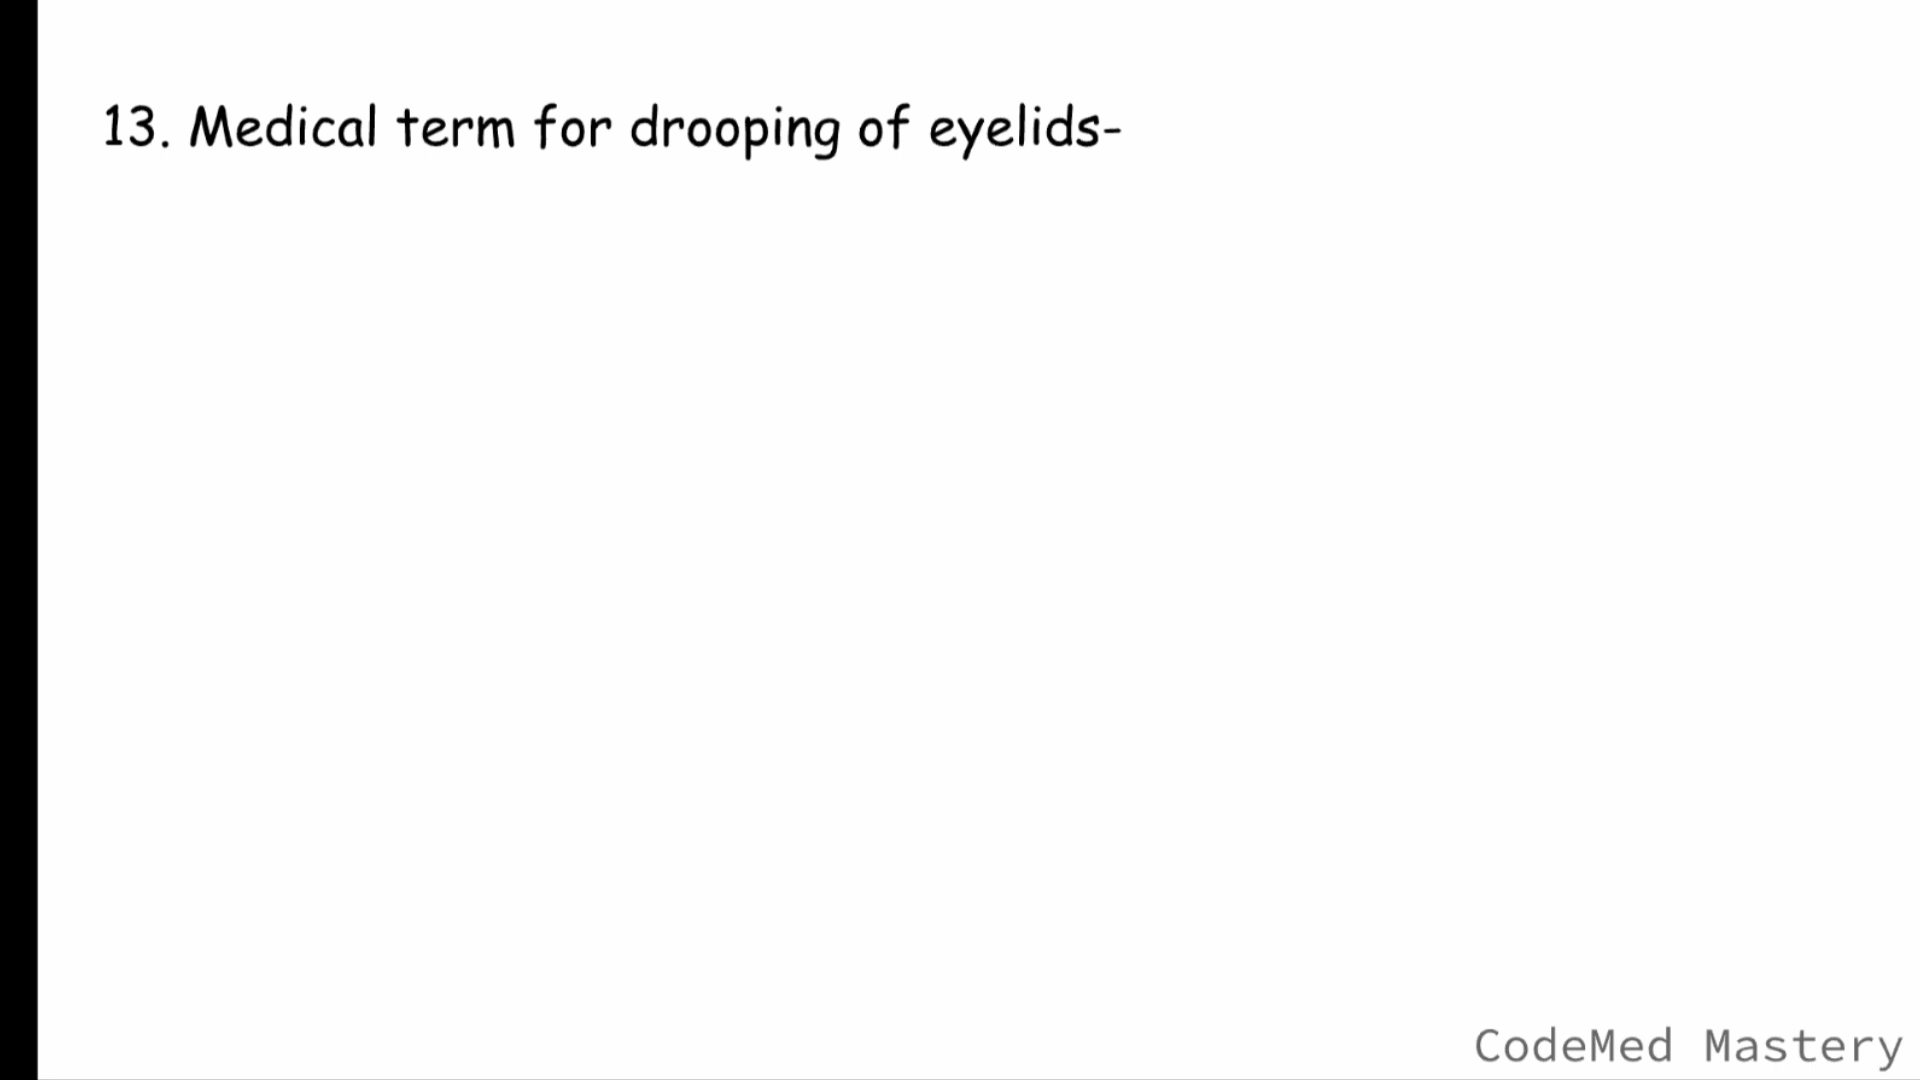 13. Medical term for drooping of eyelids-
CodeMed Mastery